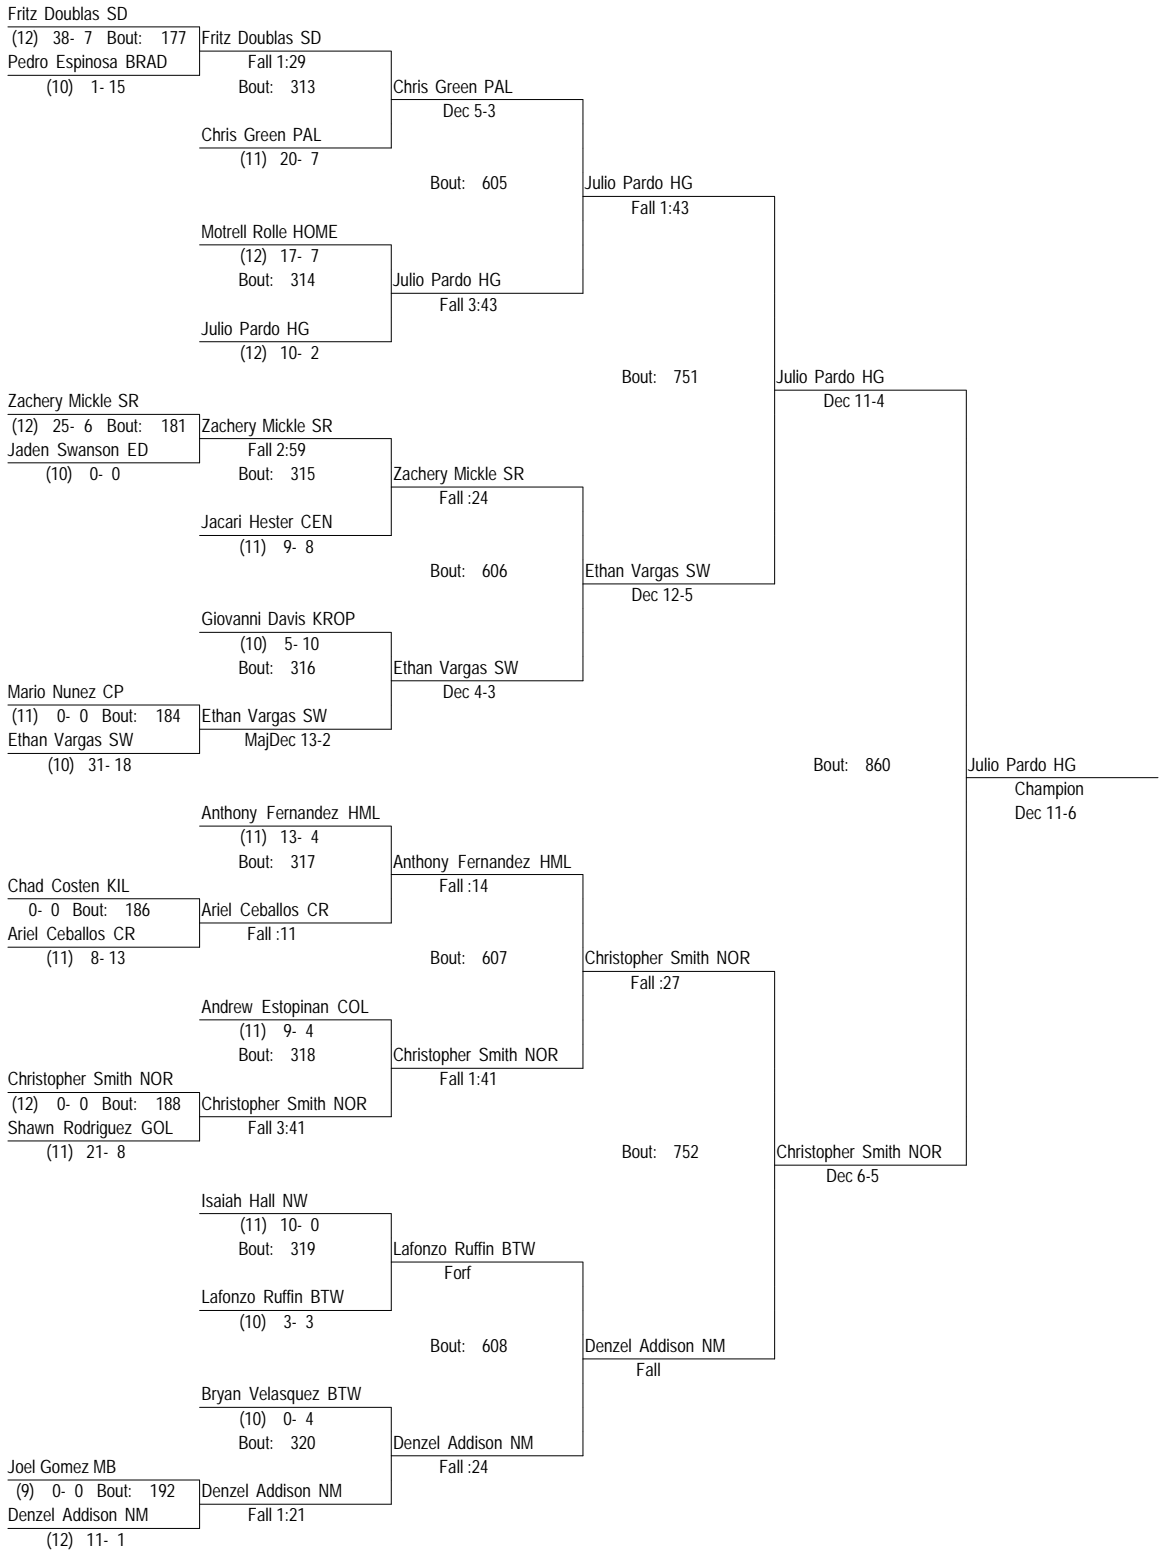 Fritz Doublas SD
(12) 38- 7 Bout: 177 Fritz Doublas SD
Pedro Espinosa BRAD Fall 1:29
(10) 1- 15 Bout: 313 Chris Green PAL
Dec 5-3
Chris Green PAL
(11) 20- 7
Bout: 605 Julio Pardo HG
Fall 1:43
Motrell Rolle HOME
(12) 17- 7
Bout: 314 Julio Pardo HG
Fall 3:43
Julio Pardo HG
(12) 10- 2
Bout: 751 Julio Pardo HG
Zachery Mickle SR Dec 11-4
(12) 25- 6 Bout: 181 Zachery Mickle SR
Jaden Swanson ED Fall 2:59
(10) 0- 0 Bout: 315 Zachery Mickle SR
Fall :24
Jacari Hester CEN
(11) 9- 8
Bout: 606 Ethan Vargas SW
Dec 12-5
Giovanni Davis KROP
(10) 5- 10
Bout: 316 Ethan Vargas SW
Mario Nunez CP Dec 4-3
(11) 0- 0 Bout: 184 Ethan Vargas SW
Ethan Vargas SW MajDec 13-2
(10) 31- 18 Bout: 860 Julio Pardo HG
Champion
Anthony Fernandez HML Dec 11-6
(11) 13- 4
Bout: 317 Anthony Fernandez HML
Chad Costen KIL Fall :14
0- 0 Bout: 186 Ariel Ceballos CR
Ariel Ceballos CR Fall :11
(11) 8- 13 Bout: 607 Christopher Smith NOR
Fall :27
Andrew Estopinan COL
(11) 9- 4
Bout: 318 Christopher Smith NOR
Christopher Smith NOR Fall 1:41
(12) 0- 0 Bout: 188 Christopher Smith NOR
Shawn Rodriguez GOL Fall 3:41
(11) 21- 8 Bout: 752 Christopher Smith NOR
Dec 6-5
Isaiah Hall NW
(11) 10- 0
Bout: 319 Lafonzo Ruffin BTW
Forf
Lafonzo Ruffin BTW
(10) 3- 3
Bout: 608 Denzel Addison NM
Fall
Bryan Velasquez BTW
(10) 0- 4
Bout: 320 Denzel Addison NM
Joel Gomez MB Fall :24
(9) 0- 0 Bout: 192 Denzel Addison NM
Denzel Addison NM Fall 1:21
(12) 11- 1